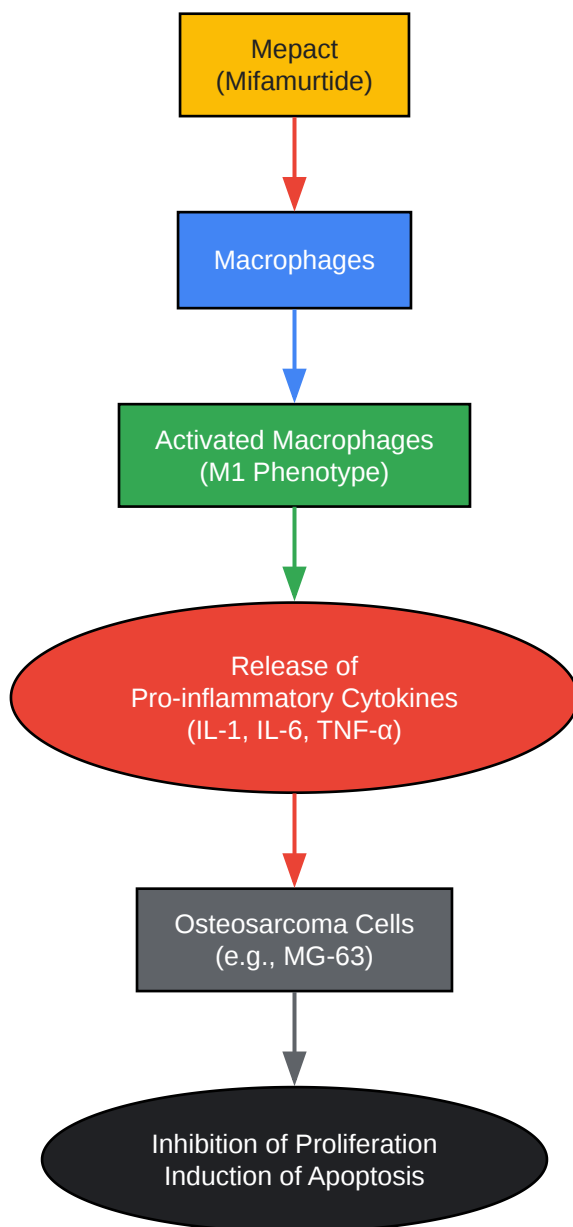 Mepact
(Mifamurtide)
Macrophages
Activated Macrophages
(M1 Phenotype)
Release of
Pro-inflammatory Cytokines
(IL-1, IL-6, TNF-α)
Osteosarcoma Cells
(e.g., MG-63)
Inhibition of Proliferation
Induction of Apoptosis